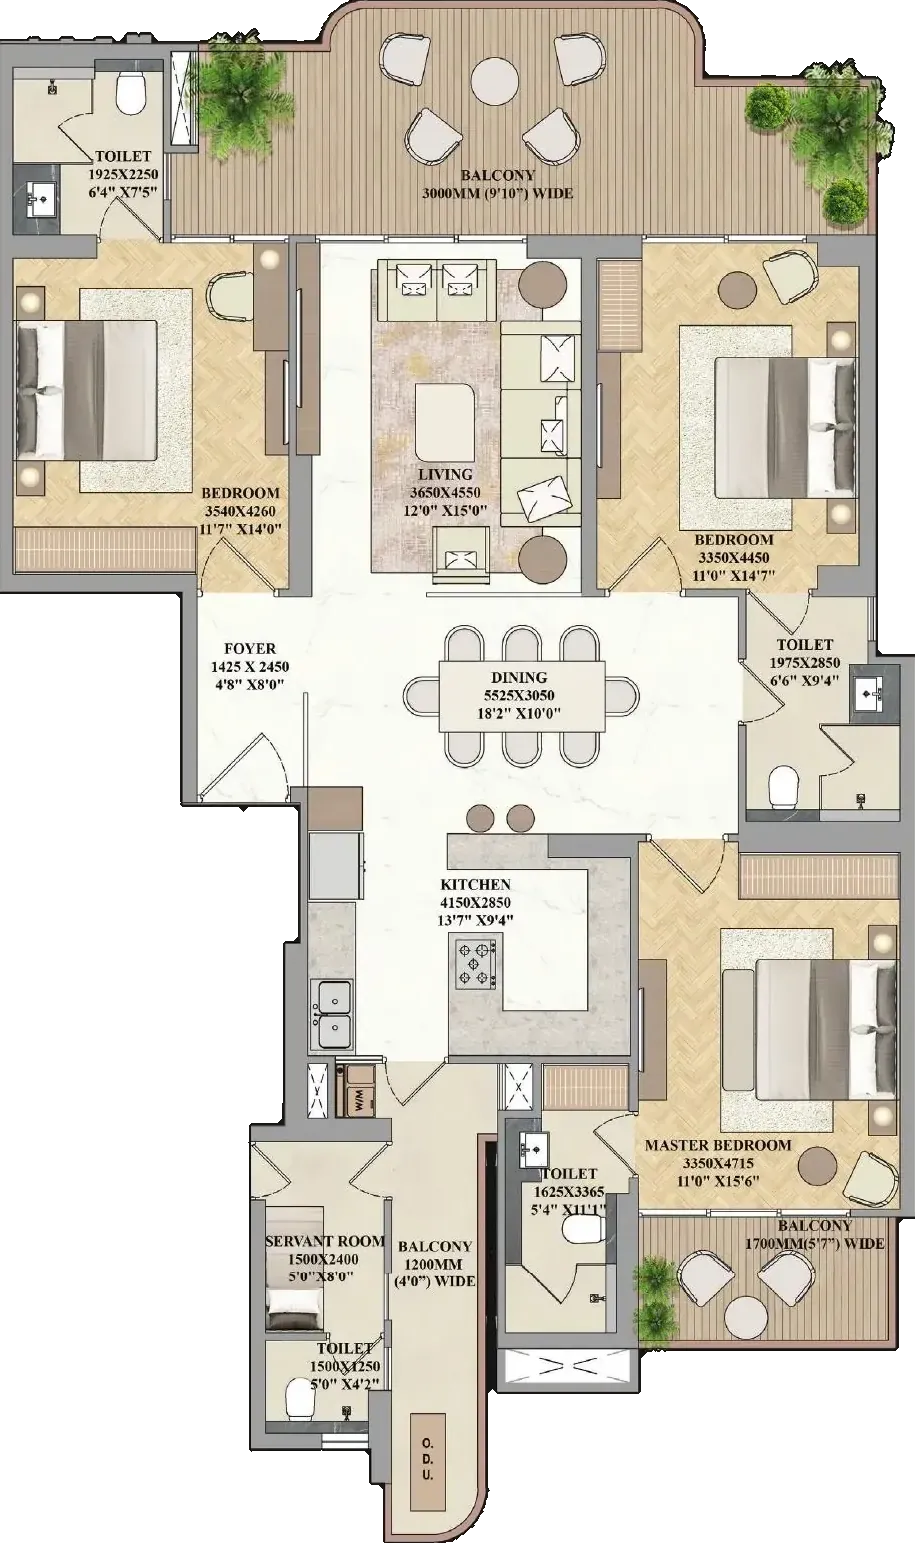 TOILET
1925X2250
6'4" X7'5"
BALCONY
3000MM (9'10") WIDE
BEDROOM
3540X4260
11'7" X14'0"
LIVING
3650X4550
12'0" X15'0"
BEDROOM
3350X4450
11'0" X14'7"
FOYER
1425 X 2450
4'8" X8'0"
DINING
5525X3050
18'2" X10'0"
TOILET
1975X2850
6'6" X9'4"
KITCHEN
4150X2850
13'7" X9'4"
W/M
MASTER BEDROOM
3350X4715
11'0" X15'6"
TOILET
1625X3365
5'4" X11'1"
BALCONY
1700MM(5'7") WIDE
SERVANT ROOM
1500X2400
5'0"X8'0"
BALCONY
1200MM
(4'0") WIDE
TOILET
1500X1250
5'0" X4'2"
O.
D.
U.